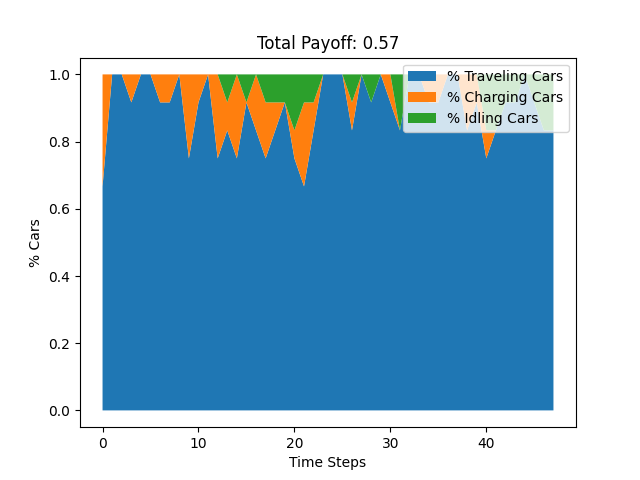 Total Payoff: 0.57
% Traveling Cars
% Charging Cars
% Idling Cars
1.0
0.8
0.6
0.4
0.2
0.0
% Cars
0 10 20 30 40
Time Steps